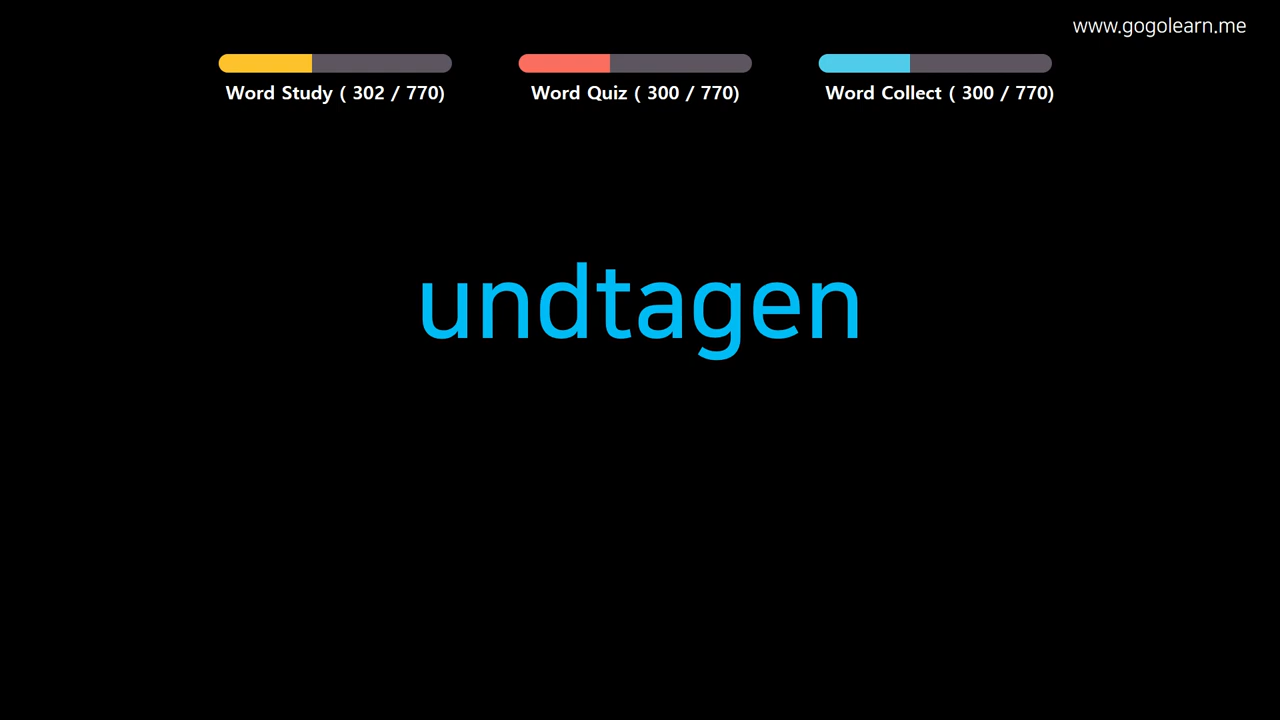 www.gogolearn.me
Word Study ( 302 / 770)
Word Quiz ( 300 / 770)
Word Collect ( 300 / 770)
undtagen